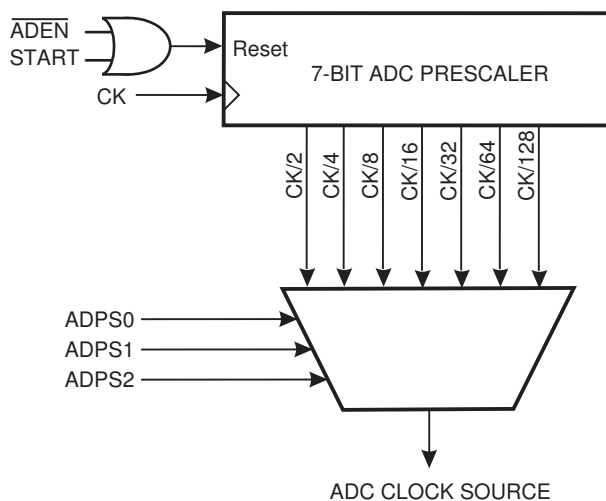 ADEN
START
Reset
7-BIT ADC PRESCALER
CK
CK/2
CK/4
CK/8
CK/16
CK/32
CK/64
CK/128
ADPS0
ADPS1
ADPS2
ADC CLOCK SOURCE